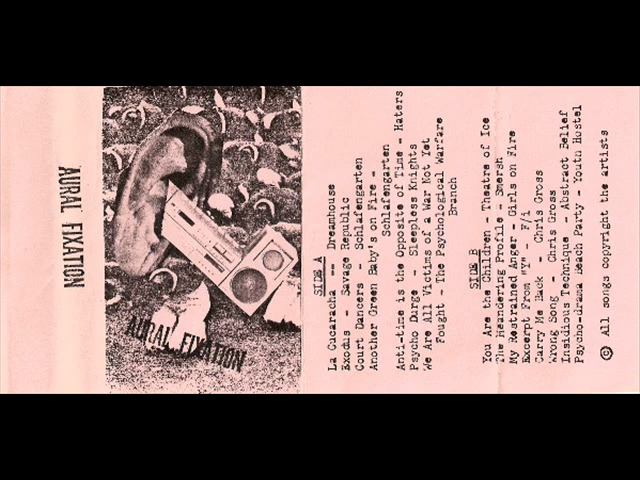 AURAL FIXATION
AURAL FIXATION
SIDE A
La Cucaracha -- Dreamhouse
Exodus - Savage Republic
Court Dancers - Schlafengarten
Another Green Baby's on Fire -
Schlafengarten
Anti-time is the Opposite of Time - Haters
Psycho Dirge - Sleepless Knights
We Are All Victims of a War Not Yet
Fought - The Psychological Warfare
Branch
SIDE B
You Are the Children - Theatre of Ice
The Meandering Profile - Smersh
My Restrained Anger - Girls on Fire
Excerpt From "Y" - F/i
Carry Me Back - Chris Gross
Wrong Song - Chris Gross
Insidious Technique - Abstract Belief
Psycho-drama Beach Party - Youth Hostel
© All songs copyright the artists